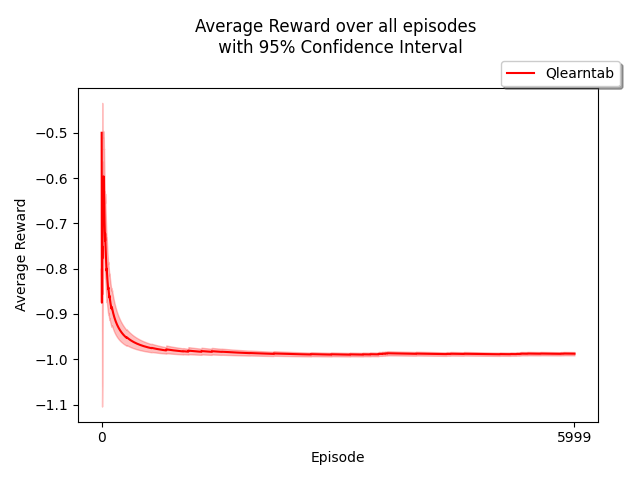 Average Reward over all episodes
with 95% Confidence Interval
Qlearntab
−0.5
−0.6
−0.7
−0.8
−0.9
−1.0
−1.1
Average Reward
0
5999
Episode